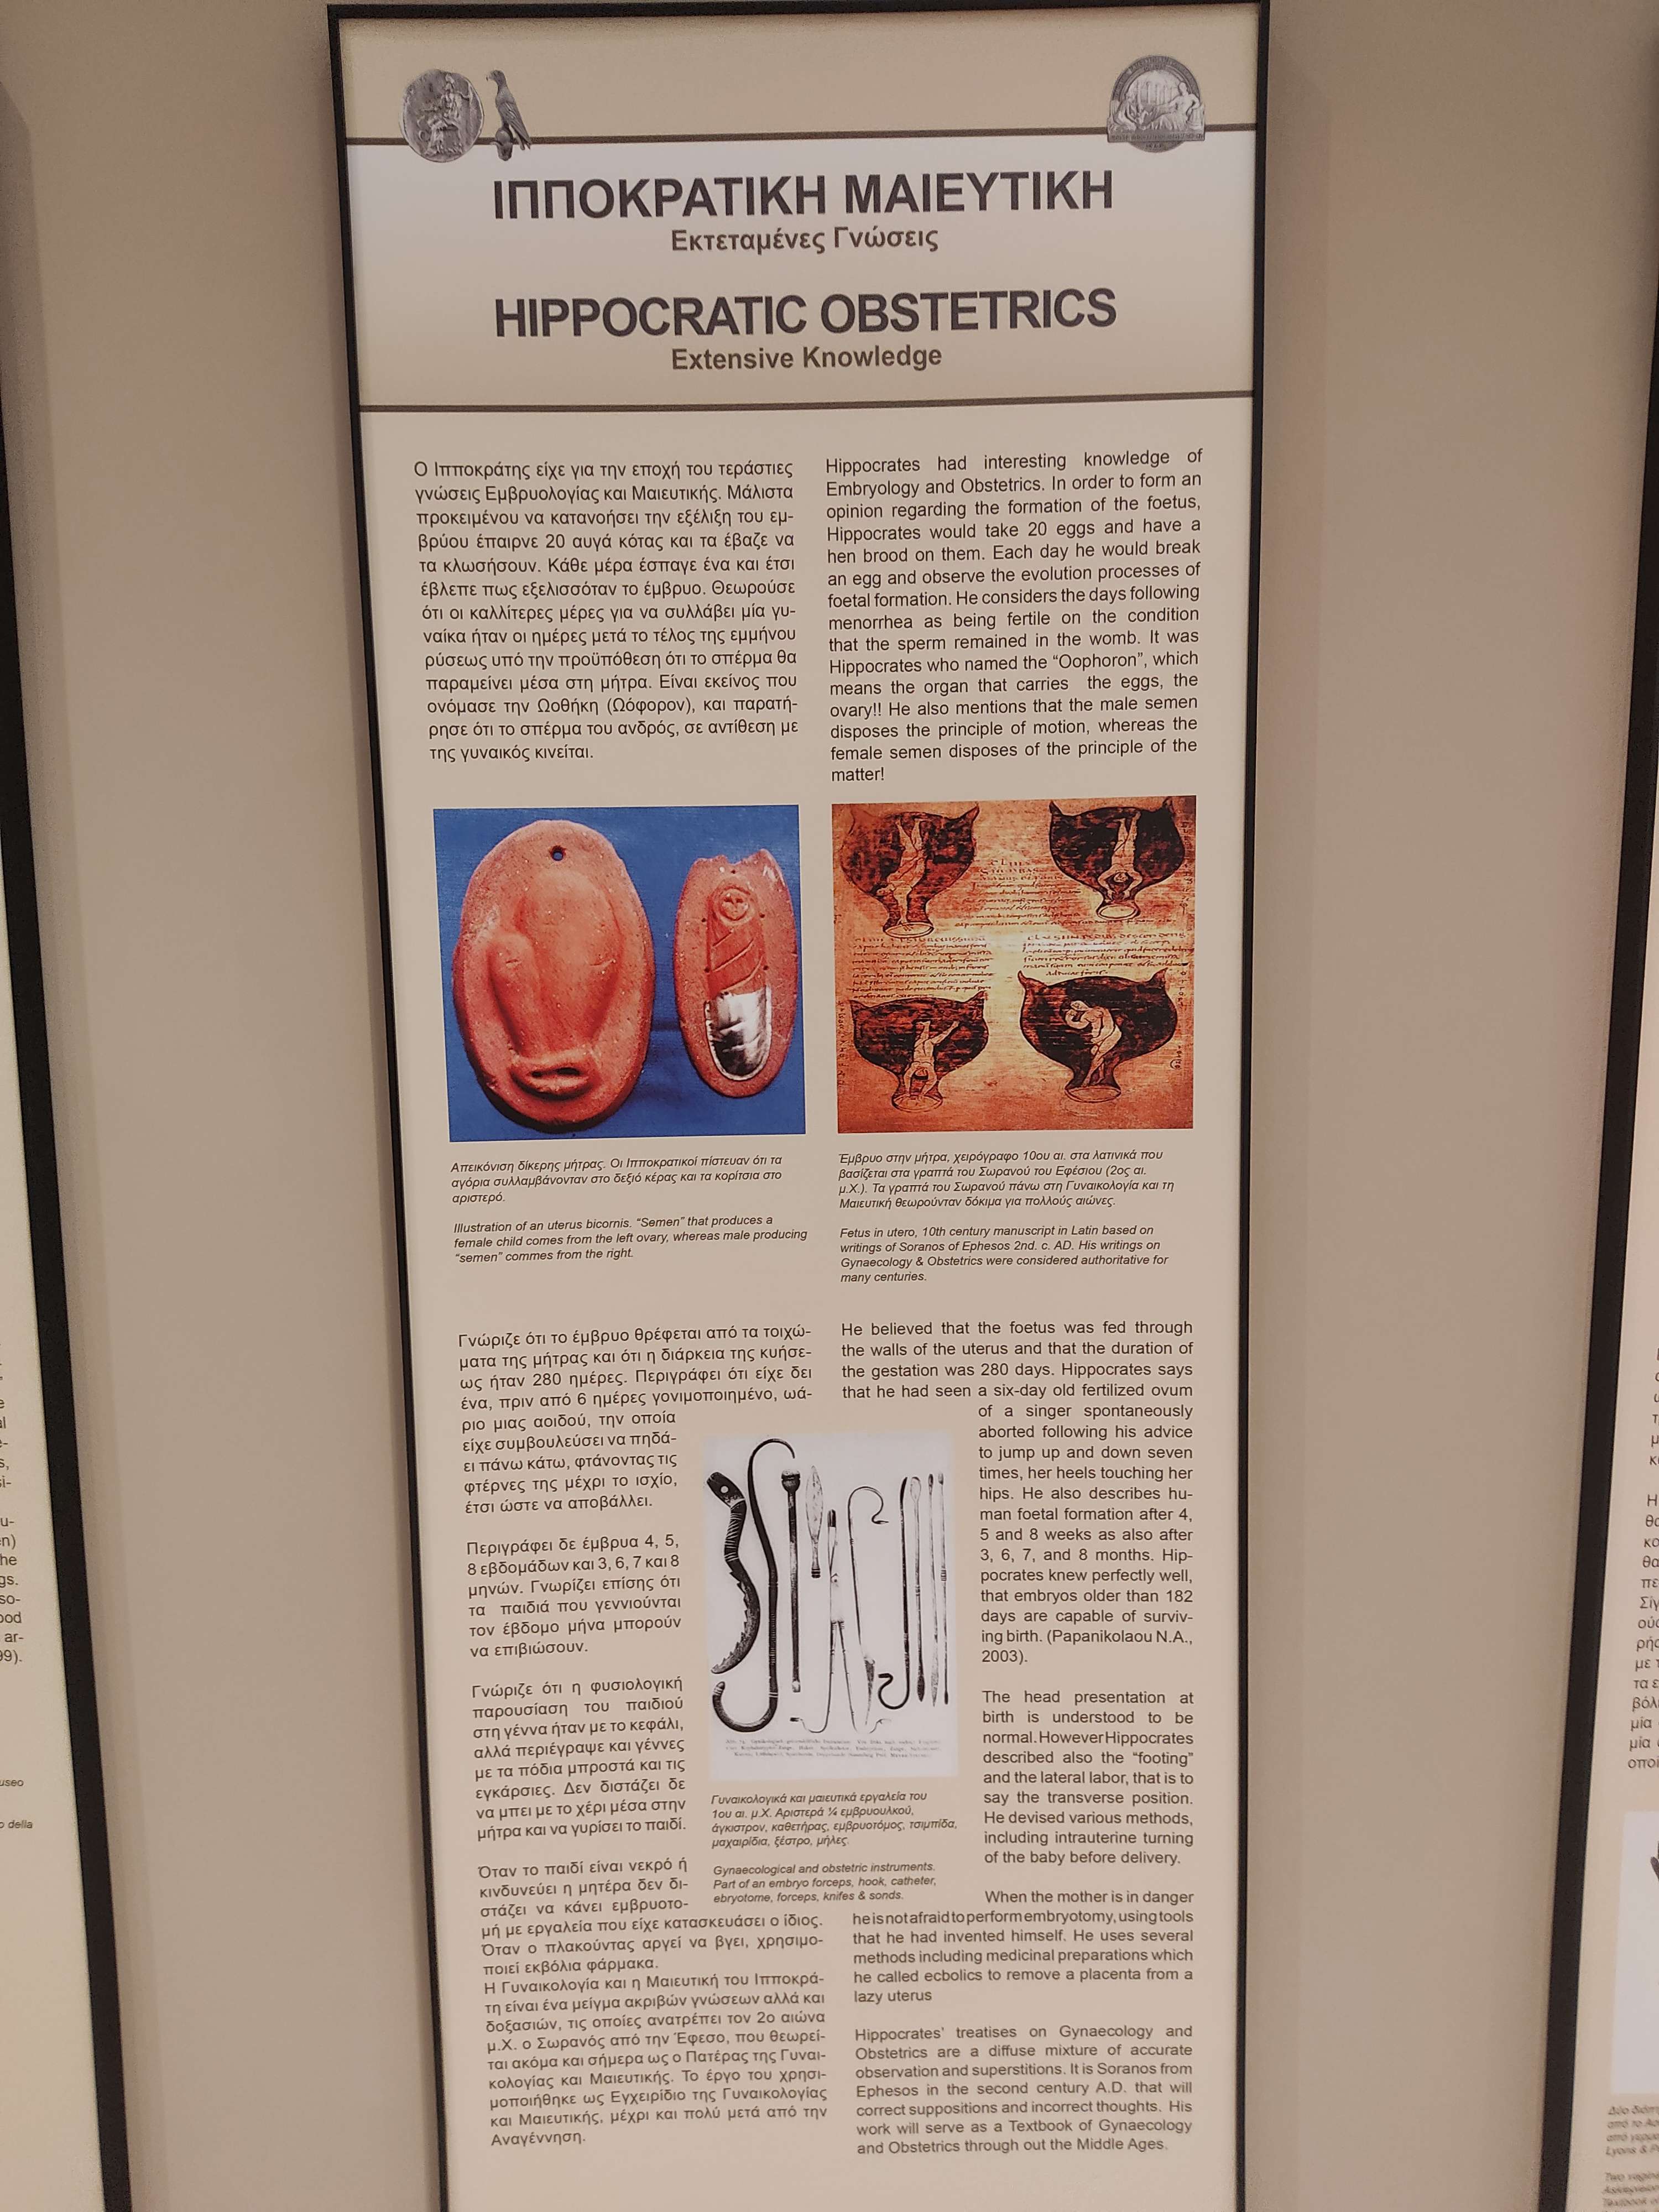 ΙΠΠΟΚΡΑΤΙΚΗ ΜΑΙΕΥΤΙΚΗ
Εκτεταμένες Γνώσεις
HIPPOCRATIC OBSTETRICS
Extensive Knowledge
Ο Ιπποκράτης είχε για την εποχή του τεράστιες
γνώσεις Εμβρυολογίας και Μαιευτικής. Μάλιστα
προκειμένου να κατανοήσει την εξέλιξη του εμ-
βρύου έπαιρνε 20 αυγά κότας και τα έβαζε να
τα κλωσήσουν. Κάθε μέρα έσπαγε ένα και έτσι
έβλεπε πως εξελισσόταν το έμβρυο. Θεωρούσε
ότι οι καλλίτερες μέρες για να συλλάβει μία γυ-
ναίκα ήταν οι ημέρες μετά το τέλος της εμμήνου
ρύσεως υπό την προϋπόθεση ότι το σπέρμα θα
παραμείνει μέσα στη μήτρα. Είναι εκείνος που
ονόμασε την Ωοθήκη (Ωόφορον), και παρατή-
ρησε ότι το σπέρμα του ανδρός, σε αντίθεση με
της γυναικός κινείται.
Hippocrates had interesting knowledge of
Embryology and Obstetrics. In order to form an
opinion regarding the formation of the foetus,
Hippocrates would take 20 eggs and have a
hen brood on them. Each day he would break
an egg and observe the evolution processes of
foetal formation. He considers the days following
menorrhea as being fertile on the condition
that the sperm remained in the womb. It was
Hippocrates who named the “Oophoron”, which
means the organ that carries the eggs, the
ovary!! He also mentions that the male semen
disposes the principle of motion, whereas the
female semen disposes of the principle of the
matter!
Απεικόνιση δίκερης μήτρας. Οι Ιπποκρατικοί πίστευαν ότι τα
αγόρια συλλαμβάνονταν στο δεξιό κέρας και τα κορίτσια στο
αριστερό.
Illustration of an uterus bicornis. “Semen” that produces a
female child comes from the left ovary, whereas male producing
“semen” commes from the right.
Έμβρυο στην μήτρα, χειρόγραφο 10ου αι. στα λατινικά που
βασίζεται στα γραπτά του Σωρανού του Εφέσιου (2ος αι.
μ.Χ.). Τα γραπτά του Σωρανού πάνω στη Γυναικολογία και τη
Μαιευτική θεωρούνταν δόκιμα για πολλούς αιώνες.
Fetus in utero, 10th century manuscript in Latin based on
writings of Soranos of Ephesos 2nd. c. AD. His writings on
Gynaecology & Obstetrics were considered authoritative for
many centuries.
Γνώριζε ότι το έμβρυο θρέφεται από τα τοιχώ-
ματα της μήτρας και ότι η διάρκεια της κυήσε-
ως ήταν 280 ημέρες. Περιγράφει ότι είχε δει
ένα, πριν από 6 ημέρες γονιμοποιημένο, ωά-
ριο μιας αοιδού, την οποία
είχε συμβουλεύσει να πηδά-
ει πάνω κάτω, φτάνοντας τις
φτέρνες της μέχρι το ισχίο,
έτσι ώστε να αποβάλλει.
Περιγράφει δε έμβρυα 4, 5,
8 εβδομάδων και 3, 6, 7 και 8
μηνών. Γνωρίζει επίσης ότι
τα παιδιά που γεννιούνται
τον έβδομο μήνα μπορούν
να επιβιώσουν.
Γνώριζε ότι η φυσιολογική
παρουσίαση του παιδιού
στη γέννα ήταν με το κεφάλι,
αλλά περιέγραψε και γέννες
με τα πόδια μπροστά και τις
εγκάρσιες. Δεν διστάζει δε
να μπει με το χέρι μέσα στην
μήτρα και να γυρίσει το παιδί.
Όταν το παιδί είναι νεκρό ή
κινδυνεύει η μητέρα δεν δι-
στάζει να κάνει εμβρυοτο-
μή με εργαλεία που είχε κατασκευάσει ο ίδιος.
Όταν ο πλακούντας αργεί να βγει, χρησιμο-
ποιεί εκβόλια φάρμακα.
Η Γυναικολογία και η Μαιευτική του Ιπποκρά-
τη είναι ένα μείγμα ακριβών γνώσεων αλλά και
δοξασιών, τις οποίες ανατρέπει τον 2ο αιώνα
μ.Χ. ο Σωρανός από την Έφεσο, που θεωρεί-
ται ακόμα και σήμερα ως ο Πατέρας της Γυναι-
κολογίας και Μαιευτικής. Το έργο του χρησι-
μοποιήθηκε ως Εγχειρίδιο της Γυναικολογίας
και Μαιευτικής, μέχρι και πολύ μετά από την
Αναγέννηση.
Γυναικολογικά και μαιευτικά εργαλεία του
1ου αι. μ.Χ. Αριστερά ¼ εμβρυουλκού,
άγκιστρον, καθετήρας, εμβρυοτόμος, τσιμπίδα,
μαχαιρίδια, ξέστρο, μήλες.
Gynaecological and obstetric instruments.
Part of an embryo forceps, hook, catheter,
ebryotome, forceps, knifes & sonds.
He believed that the foetus was fed through
the walls of the uterus and that the duration of
the gestation was 280 days. Hippocrates says
that he had seen a six-day old fertilized ovum
of a singer spontaneously
aborted following his advice
to jump up and down seven
times, her heels touching her
hips. He also describes hu-
man foetal formation after 4,
5 and 8 weeks as also after
3, 6, 7, and 8 months. Hip-
pocrates knew perfectly well,
that embryos older than 182
days are capable of surviv-
ing birth. (Papanikolaou N.A.,
2003).
The head presentation at
birth is understood to be
normal. However Hippocrates
described also the “footing”
and the lateral labor, that is to
say the transverse position.
He devised various methods,
including intrauterine turning
of the baby before delivery.
When the mother is in danger
he is not afraid to perform embryotomy, using tools
that he had invented himself. He uses several
methods including medicinal preparations which
he called ecbolics to remove a placenta from a
lazy uterus
Hippocrates’ treatises on Gynaecology and
Obstetrics are a diffuse mixture of accurate
observation and superstitions. It is Soranos from
Ephesos in the second century A.D. that will
correct suppositions and incorrect thoughts. His
work will serve as a Textbook of Gynaecology
and Obstetrics through out the Middle Ages.